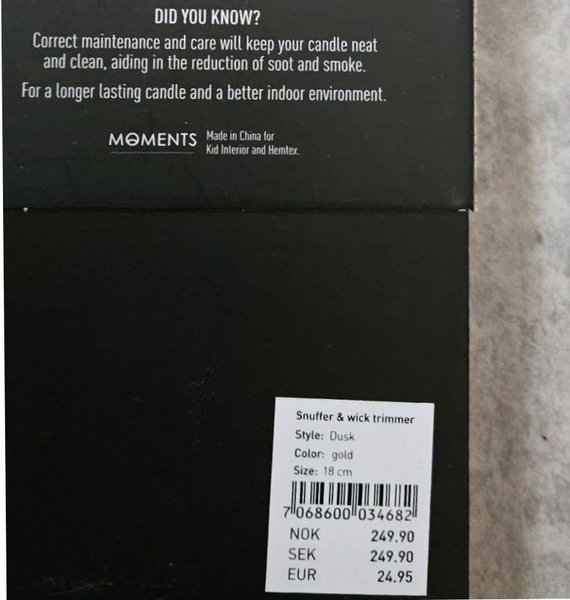 DID YOU KNOW?
Correct maintenance and care will keep your candle neat
and clean, aiding in the reduction of soot and smoke.
For a longer lasting candle and a better indoor environment.
MOMENTS
Made in China for
Kid Interior and Hemtex.
Snuffer & wick trimmer
Style: Dusk
Color: gold
Size: 18 cm
7 068600 034682
NOK 249.90
SEK 249.90
EUR 24.95